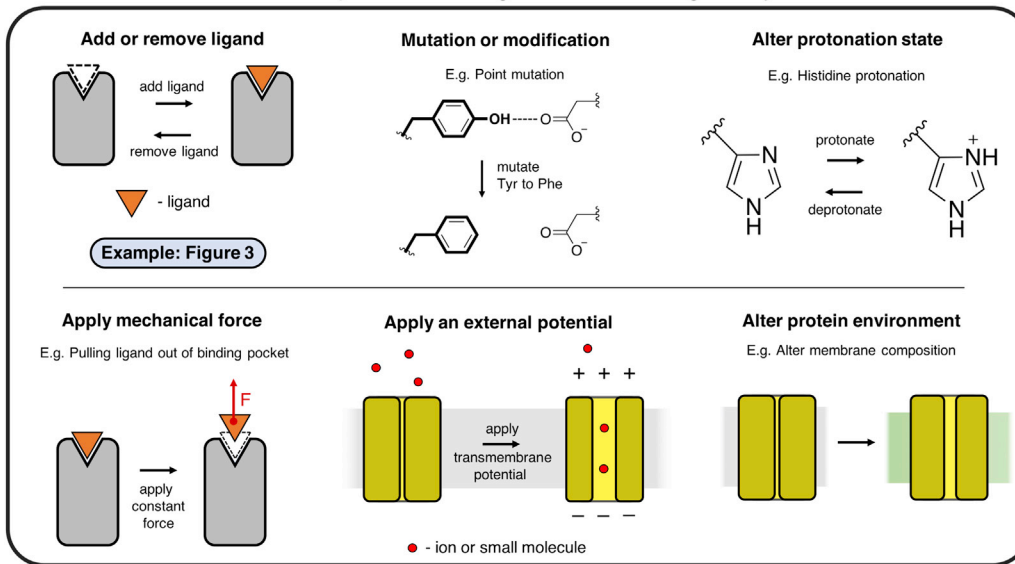 Add or remove ligand
add ligand
remove ligand
- ligand
Example: Figure 3
Mutation or modification
E.g. Point mutation
OH
O
O⁻
mutate
Tyr to Phe
O
O⁻
Alter protonation state
E.g. Histidine protonation
N
N
H
protonate
deprotonate
+
NH
N
H
Apply mechanical force
E.g. Pulling ligand out of binding pocket
F
apply
constant
force
Apply an external potential
+ + +
apply
transmembrane
potential
– – –
- ion or small molecule
Alter protein environment
E.g. Alter membrane composition